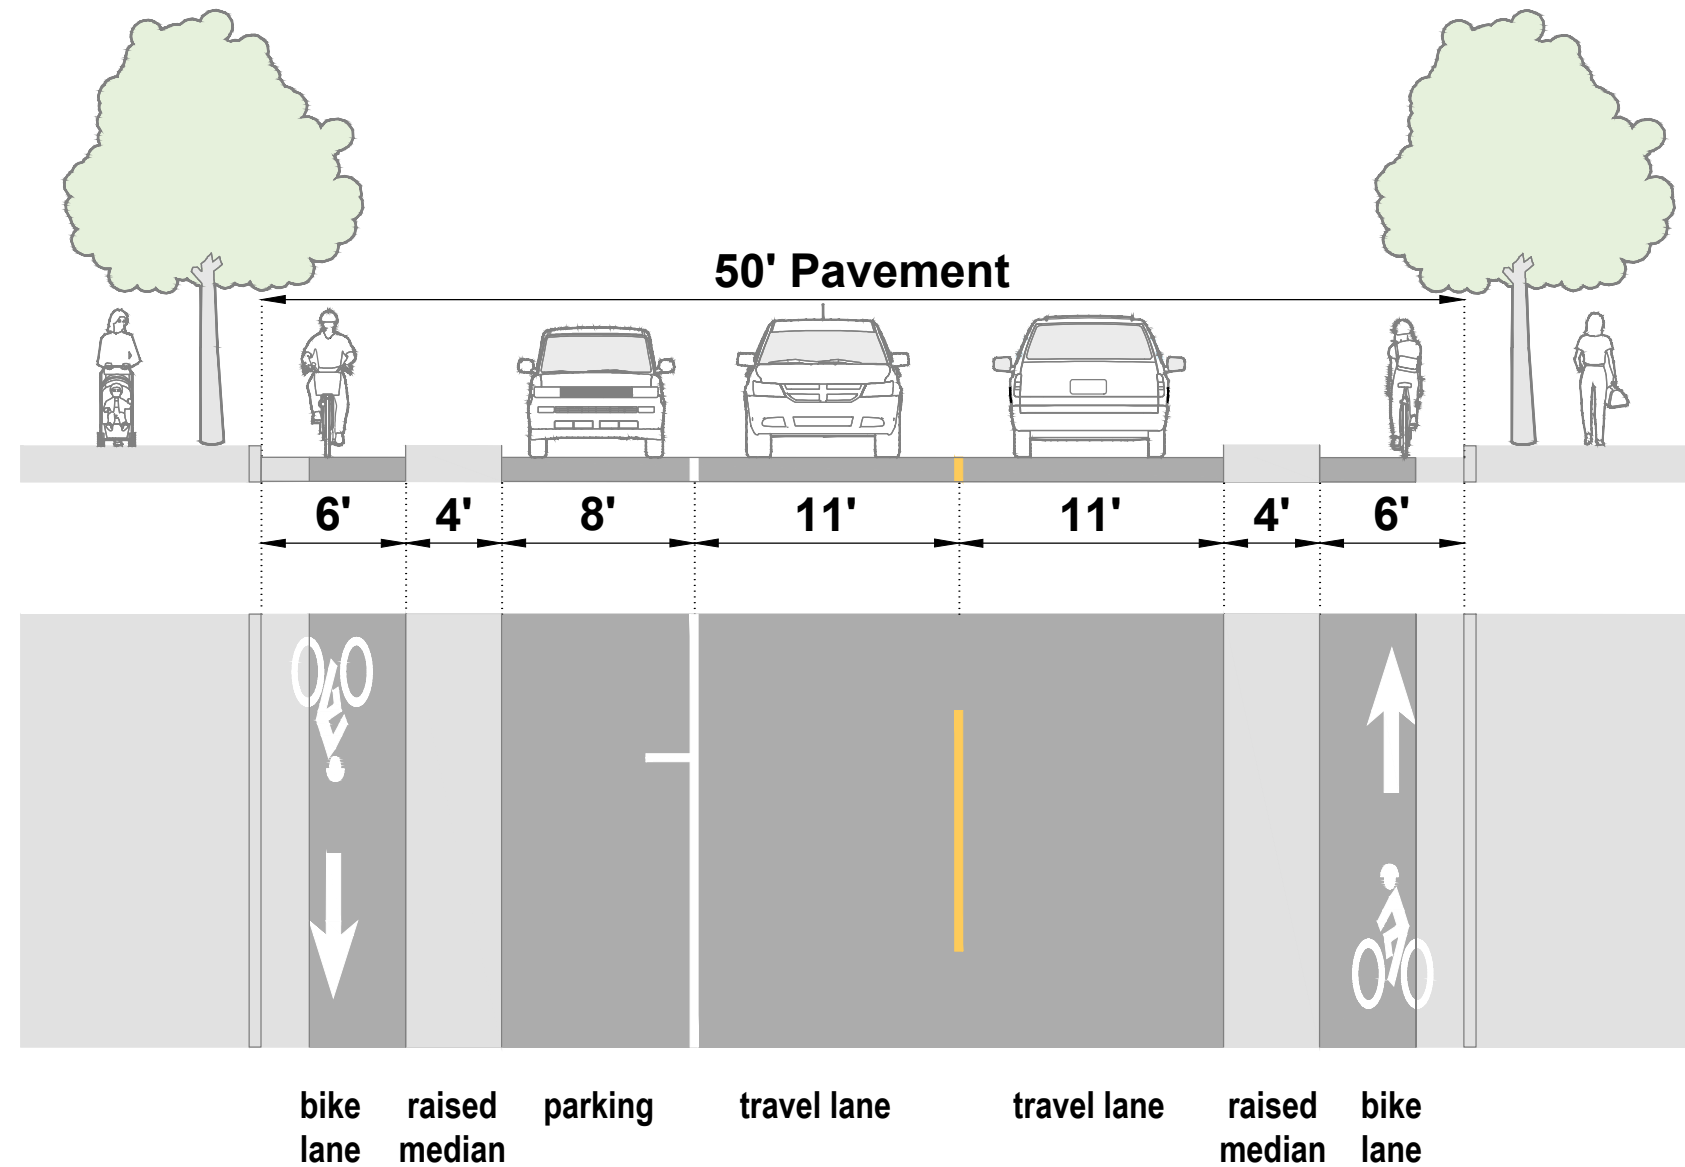 50' Pavement
6' 4' 8' 11' 11' 4' 6'
bike raised parking travel lane travel lane raised bike
lane median median lane